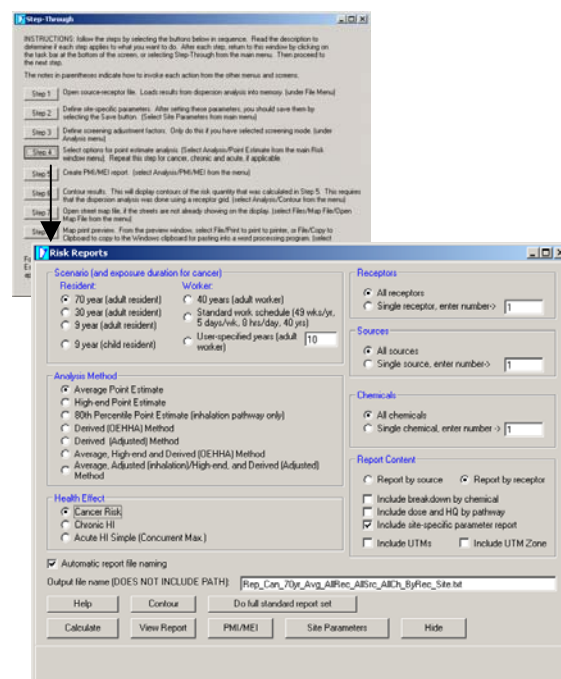 Step-Through
INSTRUCTIONS: follow the steps by selecting the buttons below in sequence. Read the description to
determine if each step applies to what you want to do. After each step, return to this window by clicking on
the task bar at the bottom of the screen, or selecting Step-Through from the main menu. Then proceed to
the next step.
The notes in parentheses indicate how to invoke each action from the other menus and screens.
Step 1 Open source-receptor file. Loads results from dispersion analysis into memory. (under File Menu)
Step 2 Define site-specific parameters. After setting these parameters, you should save them by
selecting the Save button. (Select Site Parameters from main menu)
Step 3 Define screening adjustment factors. Only do this if you have selected screening mode. (under
Analysis menu)
Step 4 Select options for point estimate analysis. (Select Analysis/Point Estimate from the main Risk
window menu). Repeat this step for cancer, chronic and acute, if applicable.
Step 5 Create PMI/MEI report. (select Analysis/PMI/MEI from the menu)
Step 6 Contour results. This will display contours of the risk quantity that was calculated in Step 5. This requires
that the dispersion analysis was done using a receptor grid. (select Analysis/Contour from the menu)
Step 7 Open street map file, if the streets are not already showing on the display. (select Files/Map File/Open
Map File from the menu)
Step Map print preview. From the preview window, select File/Print to print to printer, or File/Copy to
Clipboard to copy to the Windows clipboard for pasting into a word processing program. (select
Risk Reports
Scenario (and exposure duration for cancer)
Resident: Worker:
70 year (adult resident)
30 year (adult resident)
9 year (adult resident)
9 year (child resident)
40 years (adult worker)
Standard work schedule (49 wks/yr,
5 days/wk, 8 hrs/day, 40 yrs)
User-specified years (adult
worker) 10
Analysis Method
Average Point Estimate
High-end Point Estimate
80th Percentile Point Estimate (inhalation pathway only)
Derived (OEHHA) Method
Derived (Adjusted) Method
Average, High-end and Derived (OEHHA) Method
Average, Adjusted (inhalation)/High-end, and Derived (Adjusted)
Method
Health Effect
Cancer Risk
Chronic HI
Acute HI Simple (Concurrent Max.)
Receptors
All receptors
Single receptor, enter number-> 1
Sources
All sources
Single source, enter number-> 1
Chemicals
All chemicals
Single chemical, enter number -> 1
Report Content
Report by source Report by receptor
Include breakdown by chemical
Include dose and HQ by pathway
Include site-specific parameter report
Include UTMs Include UTM Zone
Automatic report file naming
Output file name (DOES NOT INCLUDE PATH): Rep_Can_70yr_Avg_AllRec_AllSrc_AllCh_ByRec_Site.txt
Help Contour Do full standard report set
Calculate View Report PMI/MEI Site Parameters Hide